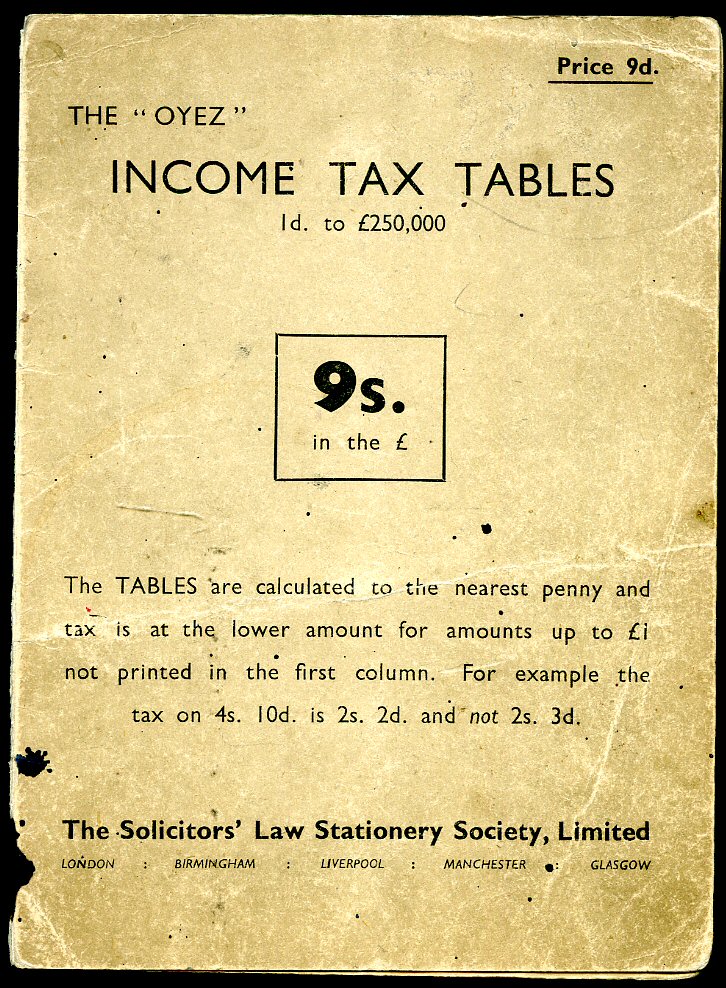 Price 9d.
THE "OYEZ"
INCOME TAX TABLES
1d. to £250,000
9s.
in the £
The TABLES are calculated to the nearest penny and
tax is at the lower amount for amounts up to £1
not printed in the first column. For example the
tax on 4s. 10d. is 2s. 2d. and not 2s. 3d.
The Solicitors' Law Stationery Society, Limited
LONDON : BIRMINGHAM : LIVERPOOL : MANCHESTER : GLASGOW